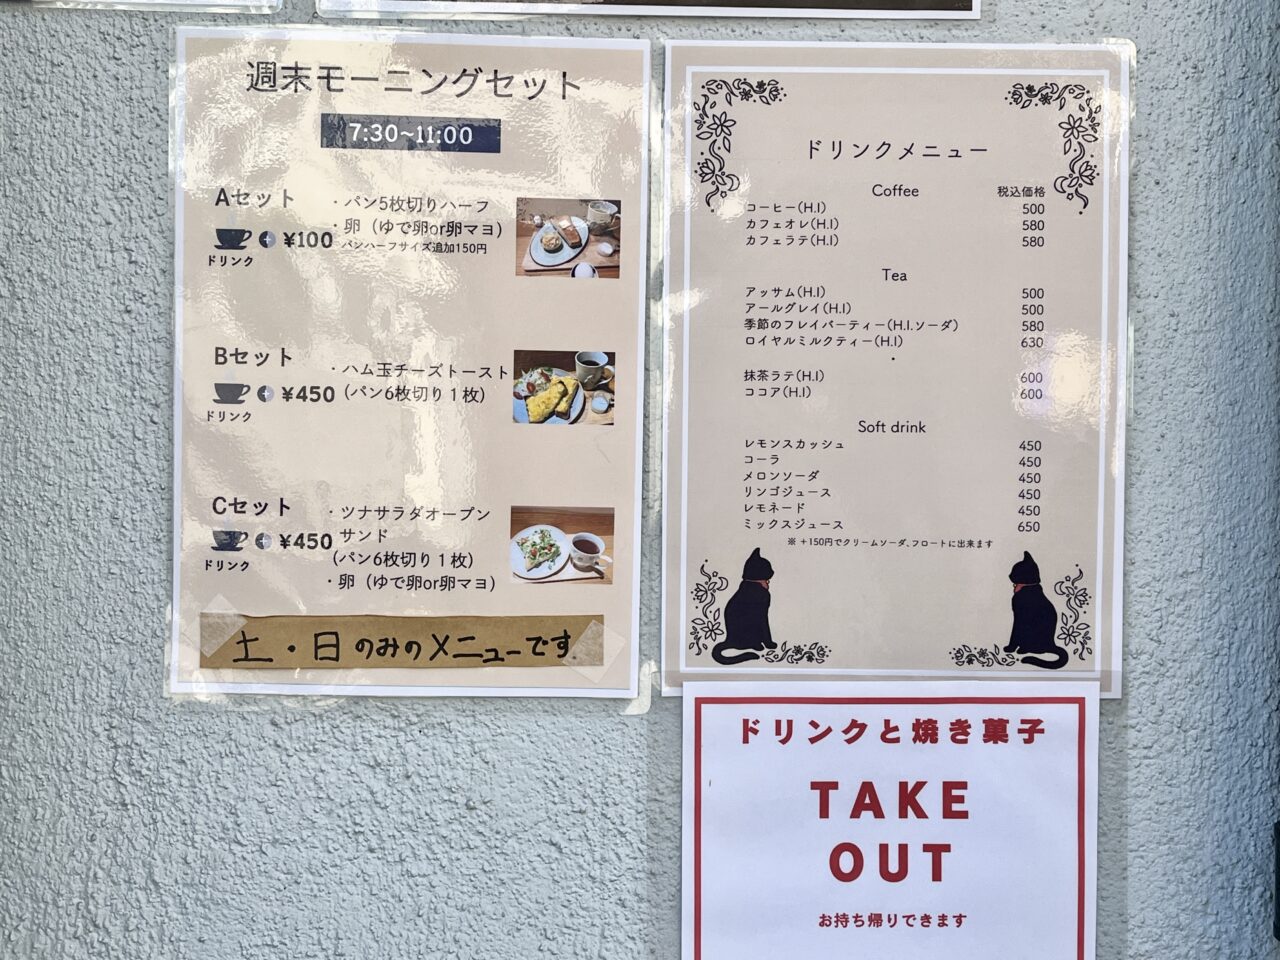 週末モーニングセット
7:30~11:00
Aセット
・パン5枚切りハーフ
・卵（ゆで卵or卵マヨ）
パンハーフサイズ追加150円
¥100
ドリンク
Bセット
・ハム玉チーズトースト
(パン6枚切り1枚)
¥450
ドリンク
Cセット
・ツナサラダオープン
サンド
(パン6枚切り1枚)
・卵（ゆで卵or卵マヨ）
¥450
ドリンク
土・日のみのメニューです
ドリンクメニュー
Coffee 税込価格
コーヒー(H.I) 500
カフェオレ(H.I) 580
カフェラテ(H.I) 580
Tea
アッサム(H.I) 500
アールグレイ(H.I) 500
季節のフレイバーティー(H.I.ソーダ) 580
ロイヤルミルクティー(H.I) 630
・
抹茶ラテ(H.I) 600
ココア(H.I) 600
Soft drink
レモンスカッシュ 450
コーラ 450
メロンソーダ 450
リンゴジュース 450
レモネード 450
ミックスジュース 650
※+150円でクリームソーダ、フロートに出来ます
ドリンクと焼き菓子
TAKE
OUT
お持ち帰りできます